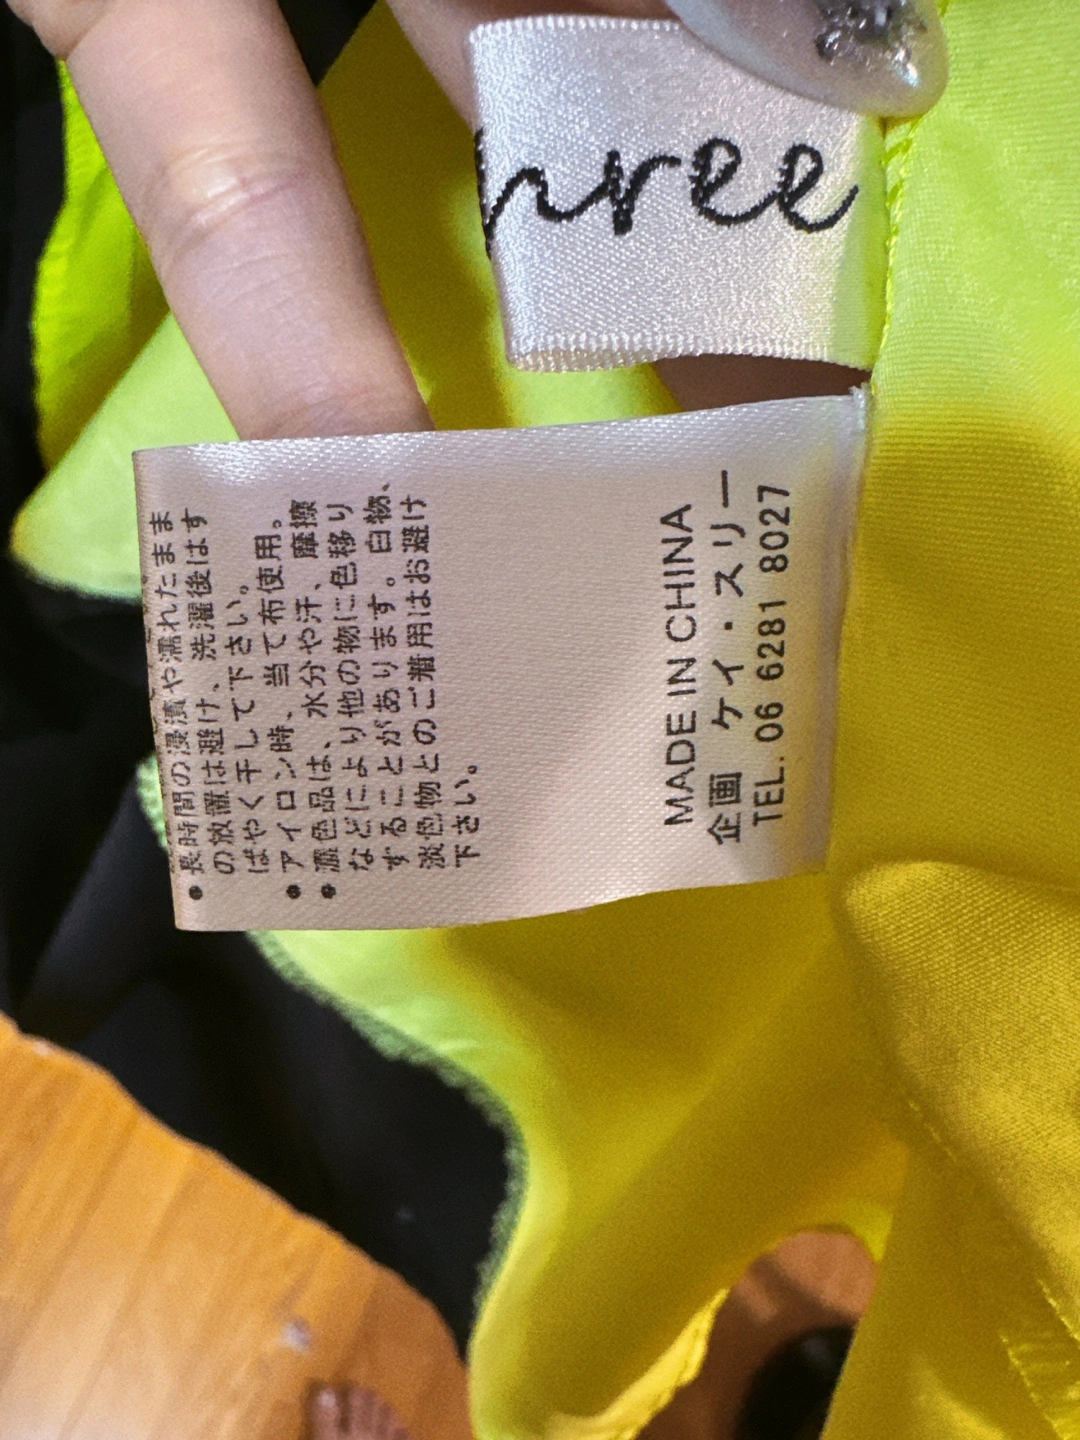 hree
●長時間の浸漬や濡れたまま
の放置は避け、洗濯後はす
ばやく干して下さい。
●アイロン時、当て布使用。
●濃色品は、水分や汗、摩擦
などにより他の物に色移り
することがあります。白物、
淡色物とのご着用はお避け
下さい。
MADE IN CHINA
企画 ケイ・スリー
TEL. 06 6281 8027